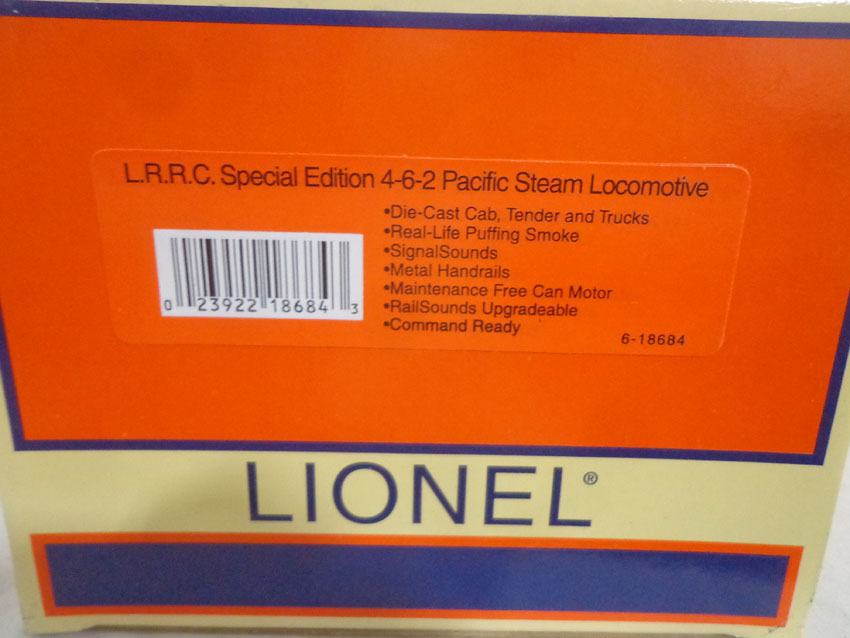 L.R.R.C. Special Edition 4-6-2 Pacific Steam Locomotive
•Die-Cast Cab, Tender and Trucks
•Real-Life Puffing Smoke
•SignalSounds
•Metal Handrails
•Maintenance Free Can Motor
•RailSounds Upgradeable
•Command Ready
0 23922 18684 3
6-18684
LIONEL®